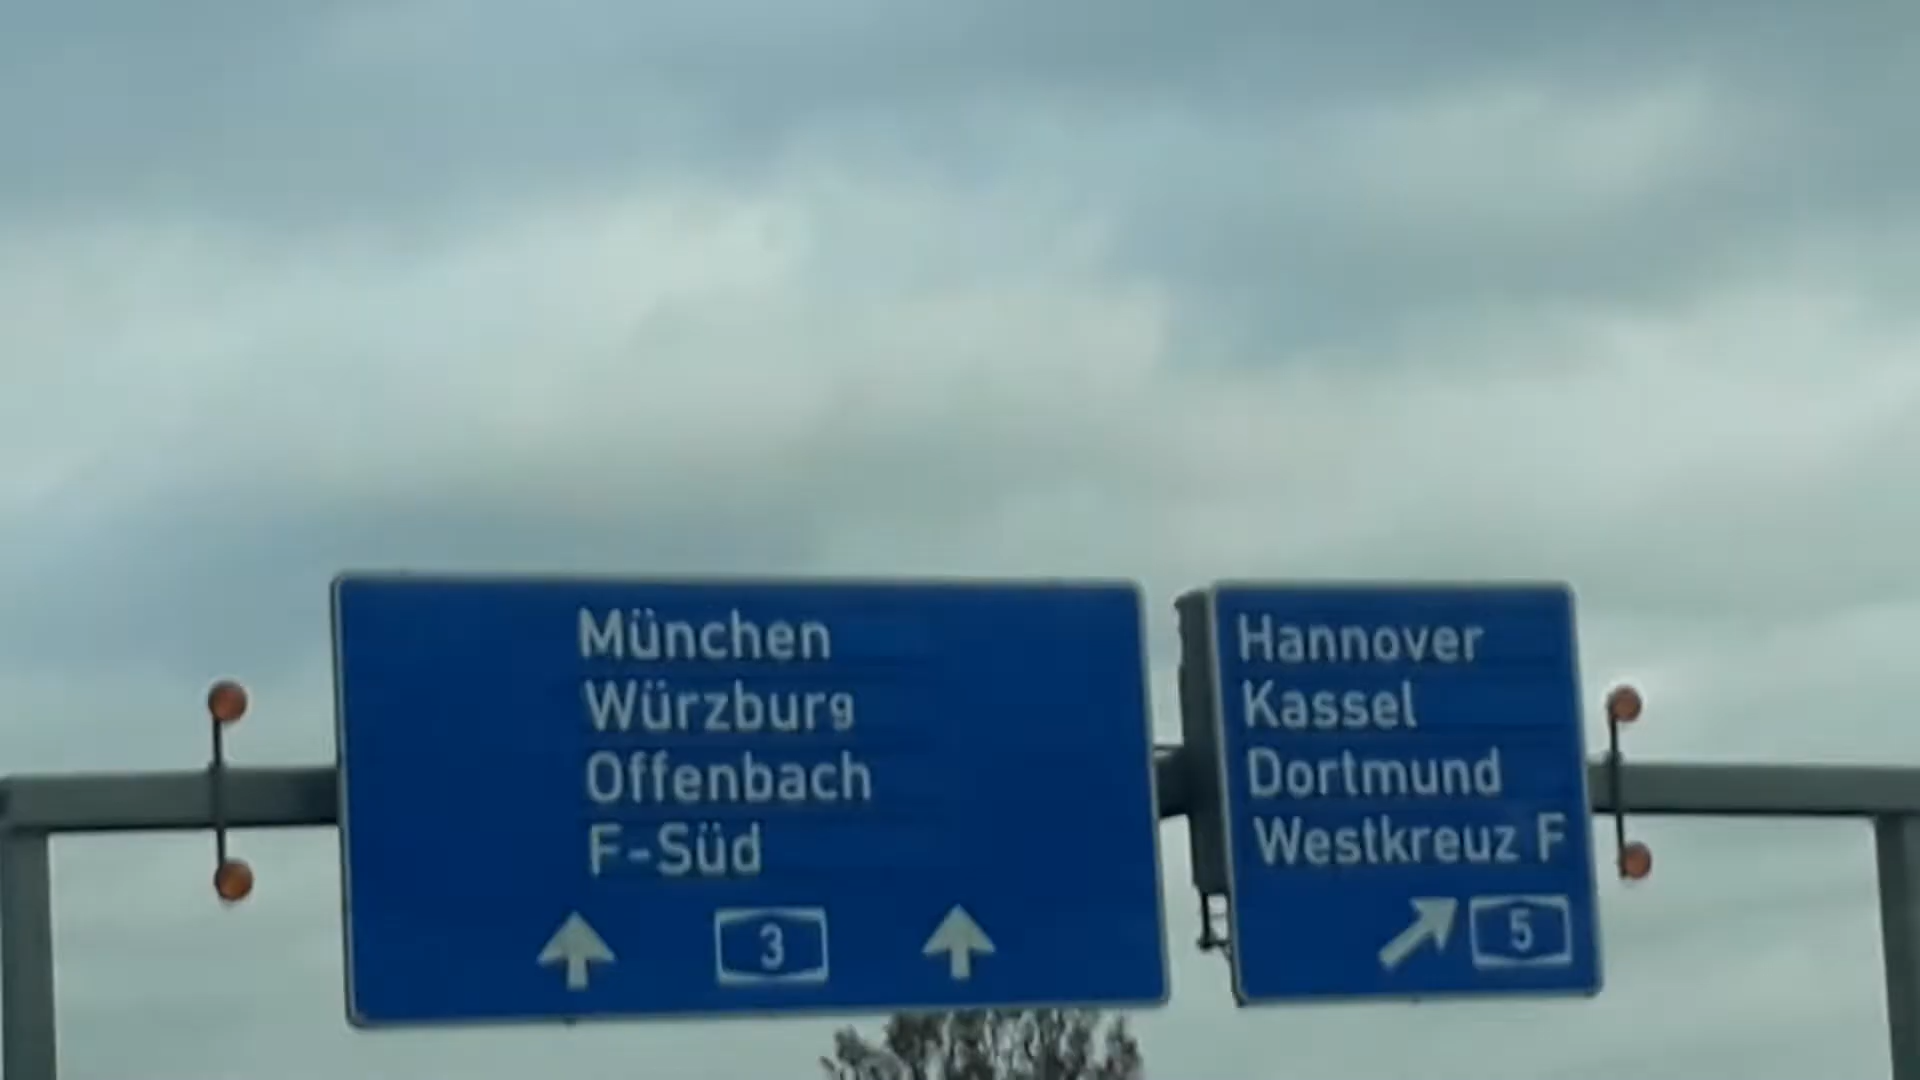 München
Würzburg
Offenbach
F-Süd
3
Hannover
Kassel
Dortmund
Westkreuz F
5